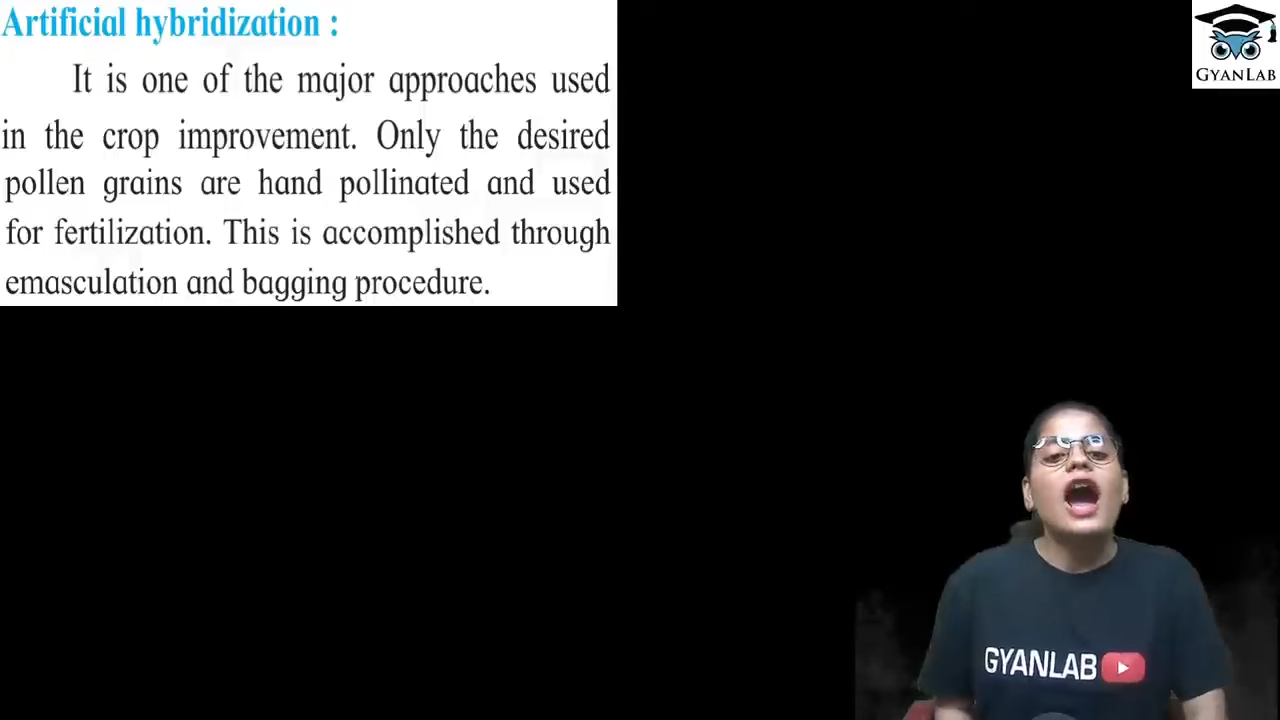 Artificial hybridization :
It is one of the major approaches used
in the crop improvement. Only the desired
pollen grains are hand pollinated and used
for fertilization. This is accomplished through
emasculation and bagging procedure.
GYANLAB
GYANLAB